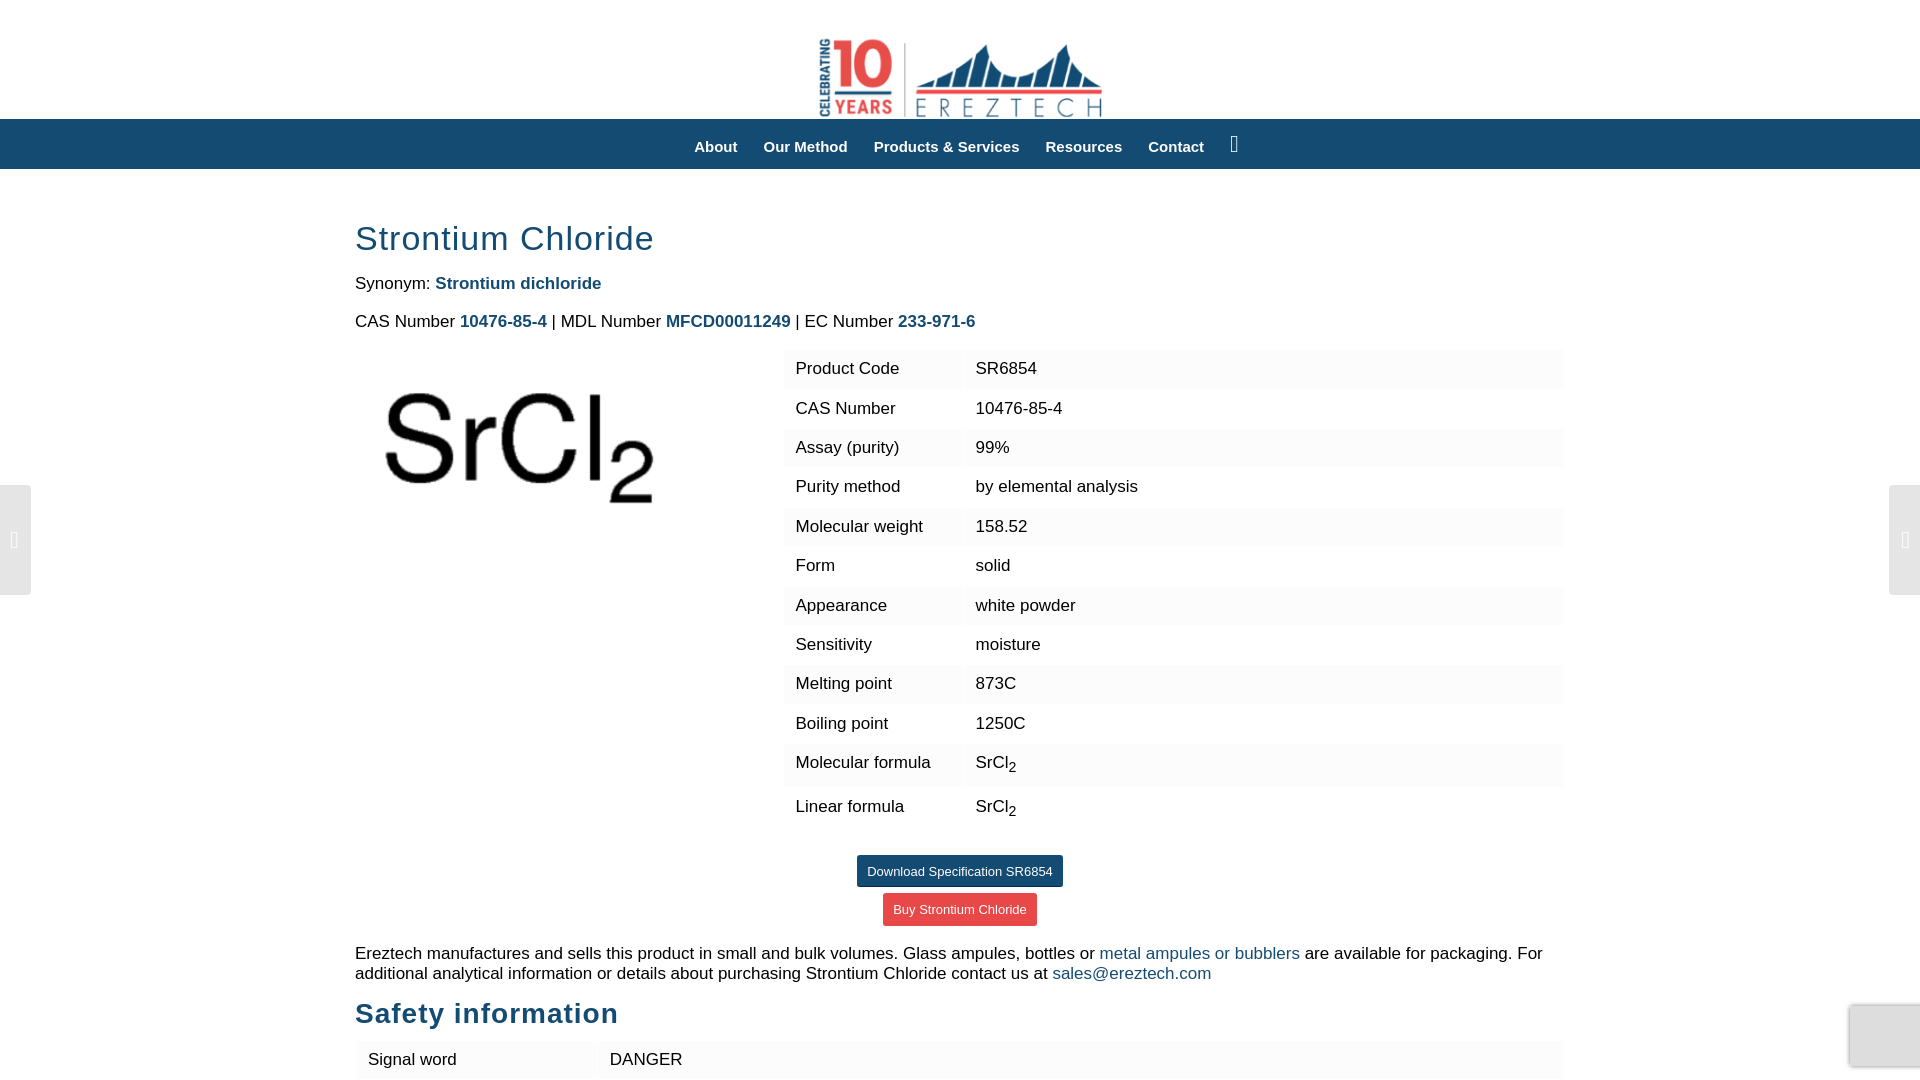 CELEBRATING
10
YEARS
EREZTECH
About Our Method Products & Services Resources Contact
Strontium Chloride
Synonym: Strontium dichloride
CAS Number 10476-85-4 | MDL Number MFCD00011249 | EC Number 233-971-6
SrCl2
Product Code SR6854
CAS Number 10476-85-4
Assay (purity) 99%
Purity method by elemental analysis
Molecular weight 158.52
Form solid
Appearance white powder
Sensitivity moisture
Melting point 873C
Boiling point 1250C
Molecular formula SrCl2
Linear formula SrCl2
Download Specification SR6854
Buy Strontium Chloride
Ereztech manufactures and sells this product in small and bulk volumes. Glass ampules, bottles or metal ampules or bubblers are available for packaging. For
additional analytical information or details about purchasing Strontium Chloride contact us at sales@ereztech.com
Safety information
Signal word DANGER